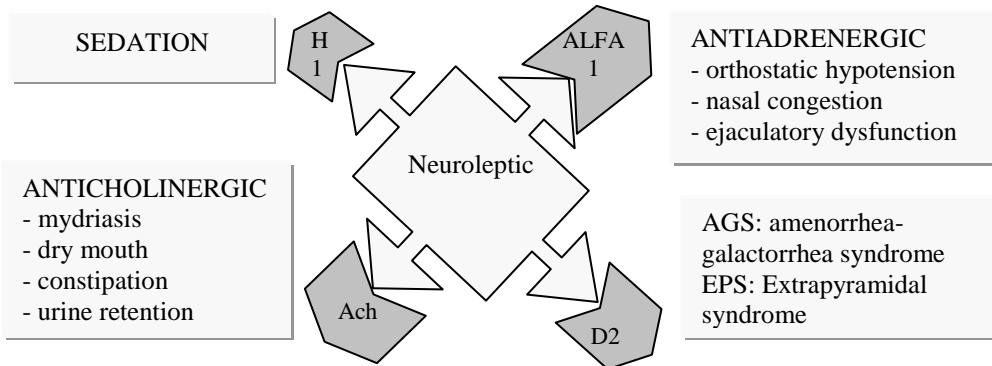 SEDATION
H
1
ALFA
1
ANTIADRENERGIC
- orthostatic hypotension
- nasal congestion
- ejaculatory dysfunction
Neuroleptic
ANTICHOLINERGIC
- mydriasis
- dry mouth
- constipation
- urine retention
Ach
D2
AGS: amenorrhea-
galactorrhea syndrome
EPS: Extrapyramidal
syndrome